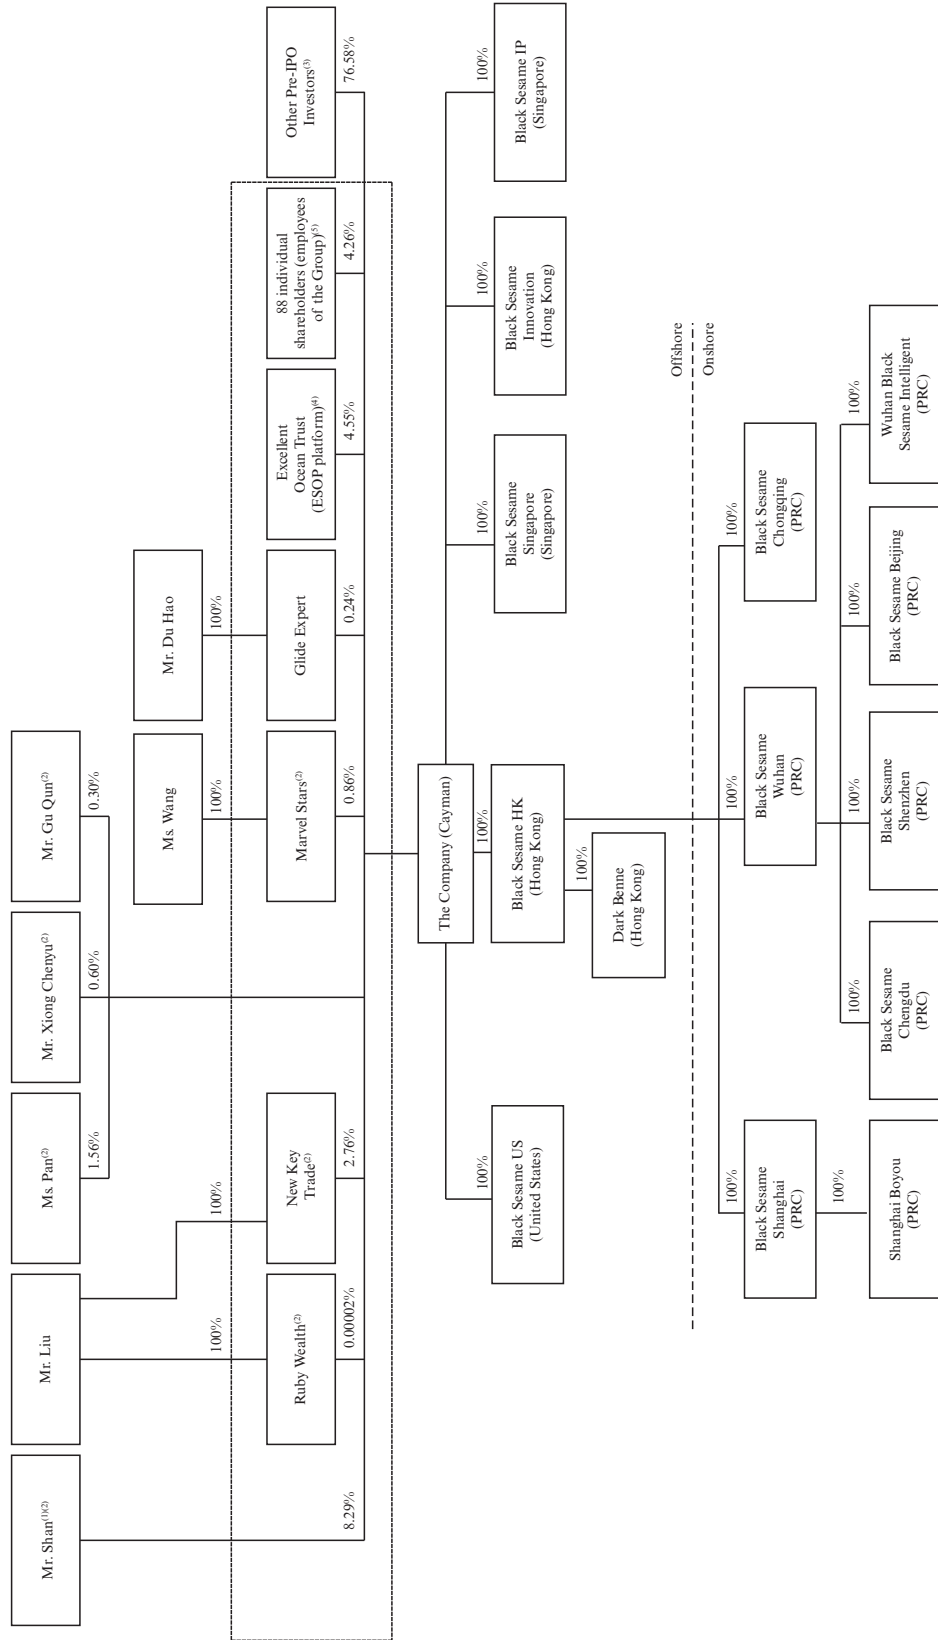 Mr. Shan(1)(2)
8.29%
Mr. Liu
100%
100%
Ms. Pan(2)
1.56%
Mr. Xiong Chenyu(2)
0.60%
Mr. Gu Qun(2)
0.30%
Ms. Wang
100%
Mr. Du Hao
100%
Ruby Wealth(2)
0.00002%
New Key
Trade(2)
2.76%
Marvel Stars(2)
0.86%
Glide Expert
0.24%
Excellent
Ocean Trust
(ESOP platform)(4)
4.55%
88 individual
shareholders (employees
of the Group)(5)
4.26%
Other Pre-IPO
Investors(3)
76.58%
The Company (Cayman)
100%
Black Sesame US
(United States)
100%
Black Sesame HK
(Hong Kong)
100%
Black Sesame
Singapore
(Singapore)
100%
Black Sesame
Innovation
(Hong Kong)
100%
Black Sesame IP
(Singapore)
100%
Dark Benne
(Hong Kong)
Offshore
Onshore
100%
Black Sesame
Shanghai
(PRC)
100%
Black Sesame
Wuhan
(PRC)
100%
Black Sesame
Chongqing
(PRC)
100%
Shanghai Boyou
(PRC)
100%
Black Sesame
Chengdu
(PRC)
100%
Black Sesame
Shenzhen
(PRC)
100%
Black Sesame Beijing
(PRC)
100%
Wuhan Black
Sesame Intelligent
(PRC)